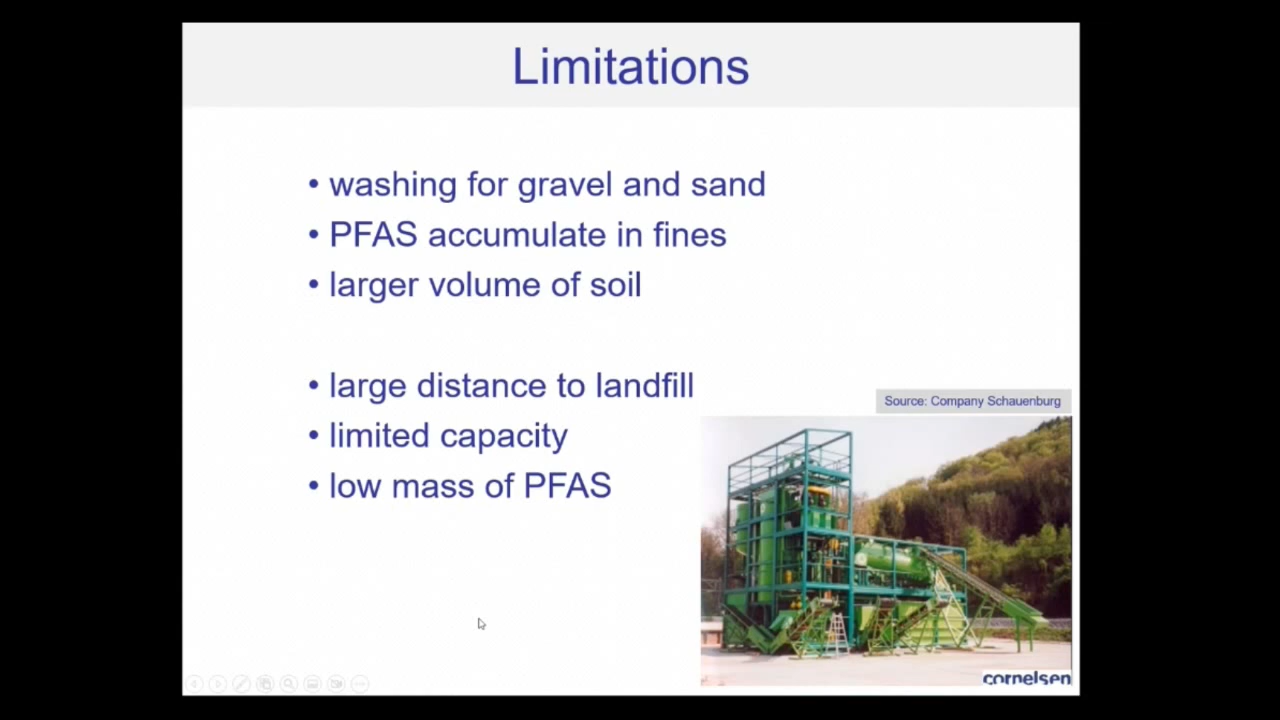 Limitations
• washing for gravel and sand
• PFAS accumulate in fines
• larger volume of soil
• large distance to landfill
• limited capacity
• low mass of PFAS
Source: Company Schauenburg
cornelsen